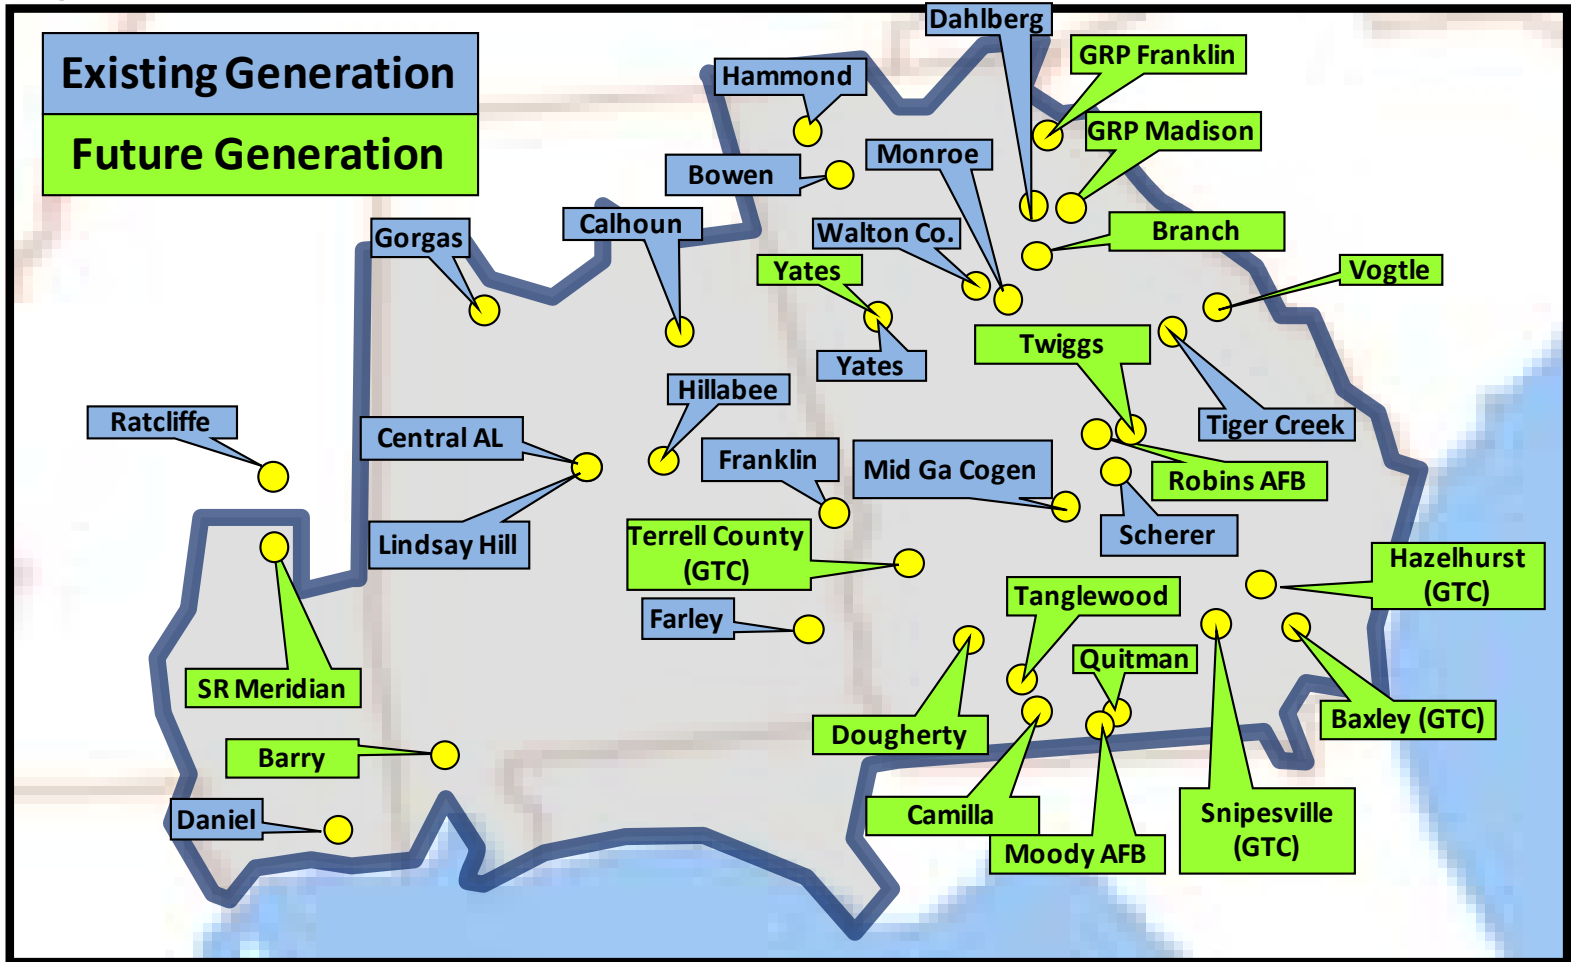 Existing Generation
Future Generation
Dahlberg
GRP Franklin
Hammond
GRP Madison
Monroe
Bowen
Calhoun
Gorgas
Walton Co.
Branch
Yates
Vogtle
Twiggs
Yates
Hillabee
Ratcliffe
Central AL
Tiger Creek
Franklin
Mid Ga Cogen
Robins AFB
Lindsay Hill
Scherer
Terrell County
(GTC)
Hazelhurst
(GTC)
Tanglewood
Farley
Quitman
SR Meridian
Dougherty
Baxley (GTC)
Barry
Daniel
Camilla
Snipesville
(GTC)
Moody AFB